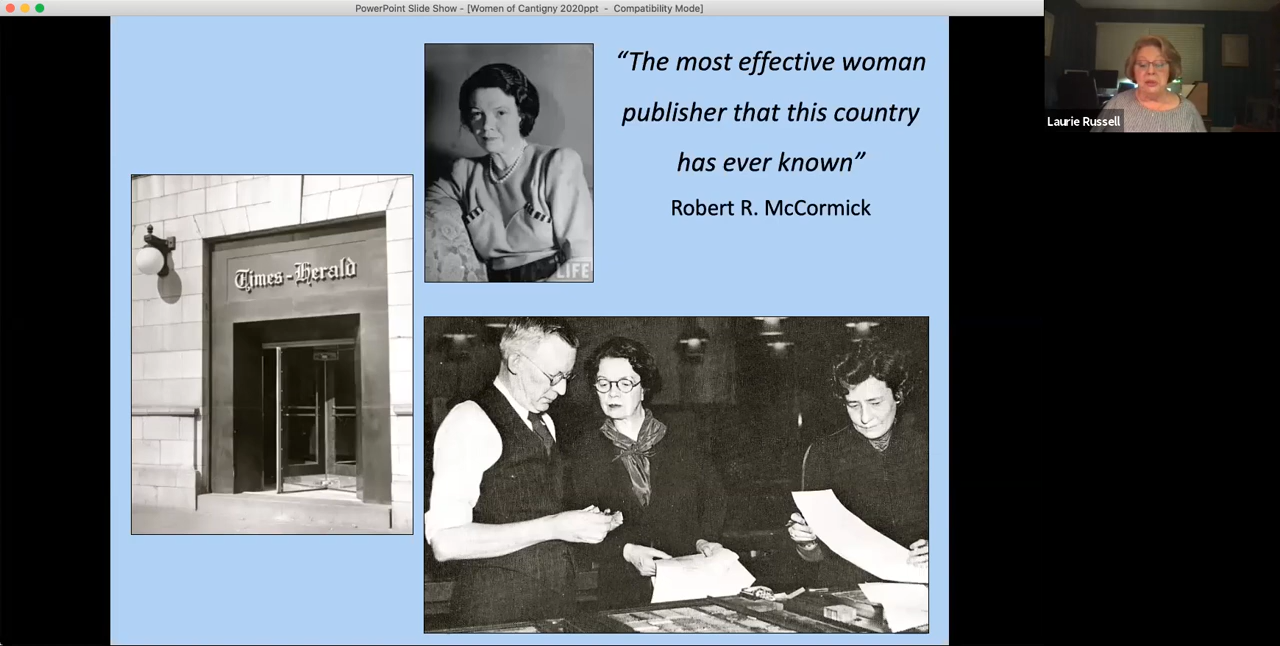 PowerPoint Slide Show - [Women of Cantigny 2020ppt - Compatibility Mode]
“The most effective woman
publisher that this country
has ever known”
Robert R. McCormick
Times-Herald
LIFE
Laurie Russell